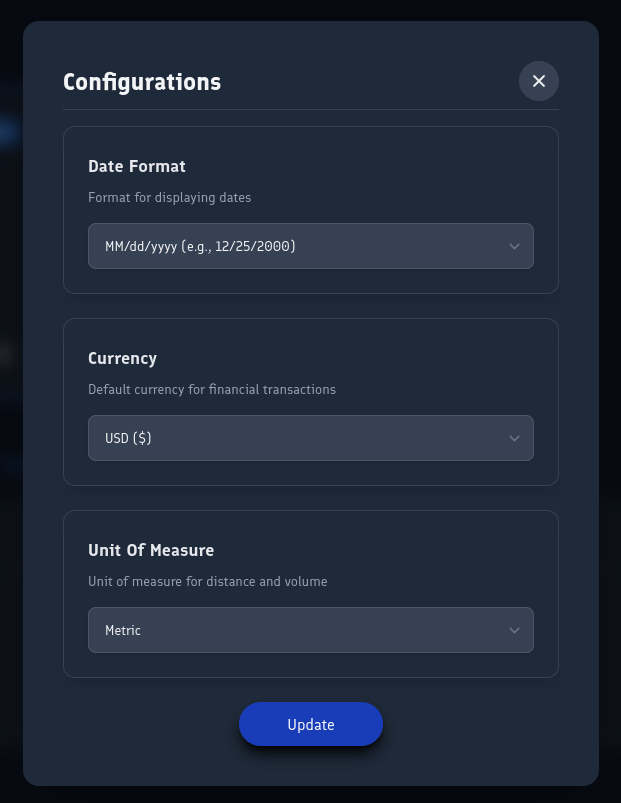 Configurations
Date Format
Format for displaying dates
MM/dd/yyyy (e.g., 12/25/2000)
Currency
Default currency for financial transactions
USD ($)
Unit Of Measure
Unit of measure for distance and volume
Metric
Update